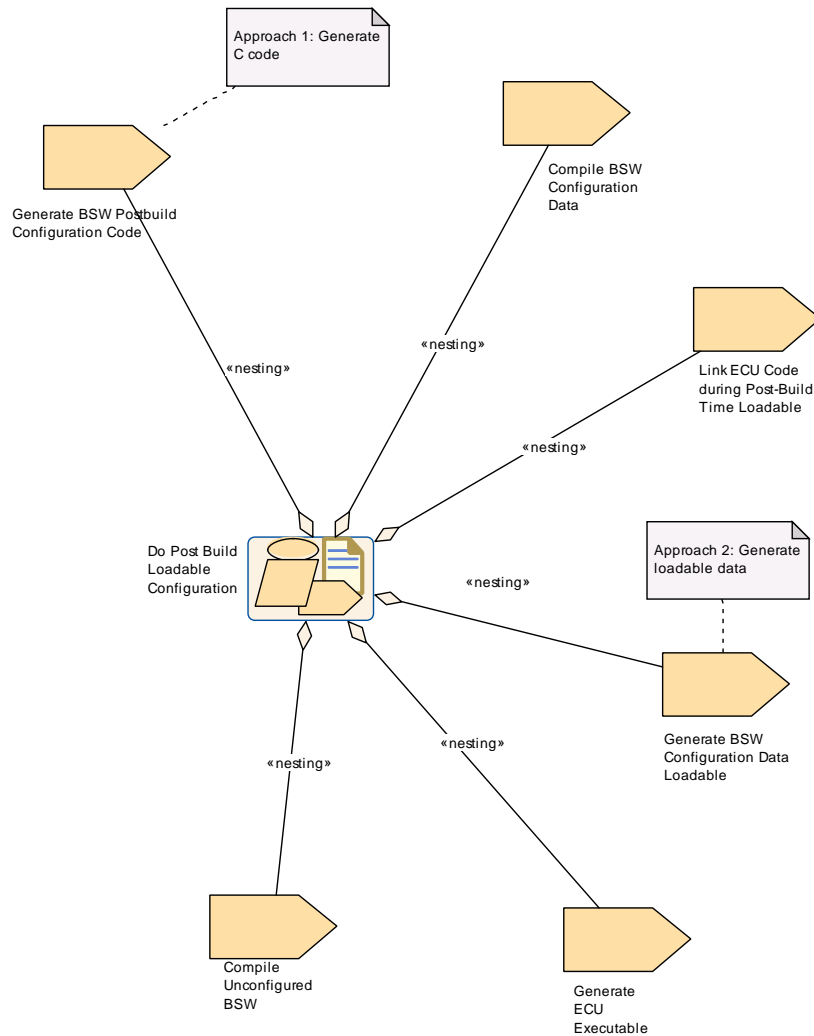 Approach 1: Generate
C code
Generate BSW Postbuild
Configuration Code
Compile BSW
Configuration
Data
«nesting»
«nesting»
Link ECU Code
during Post-Build
Time Loadable
«nesting»
Do Post Build
Loadable
Configuration
Approach 2: Generate
loadable data
«nesting»
Generate BSW
Configuration Data
Loadable
«nesting»
«nesting»
Compile
Unconfigured
BSW
Generate
ECU
Executable